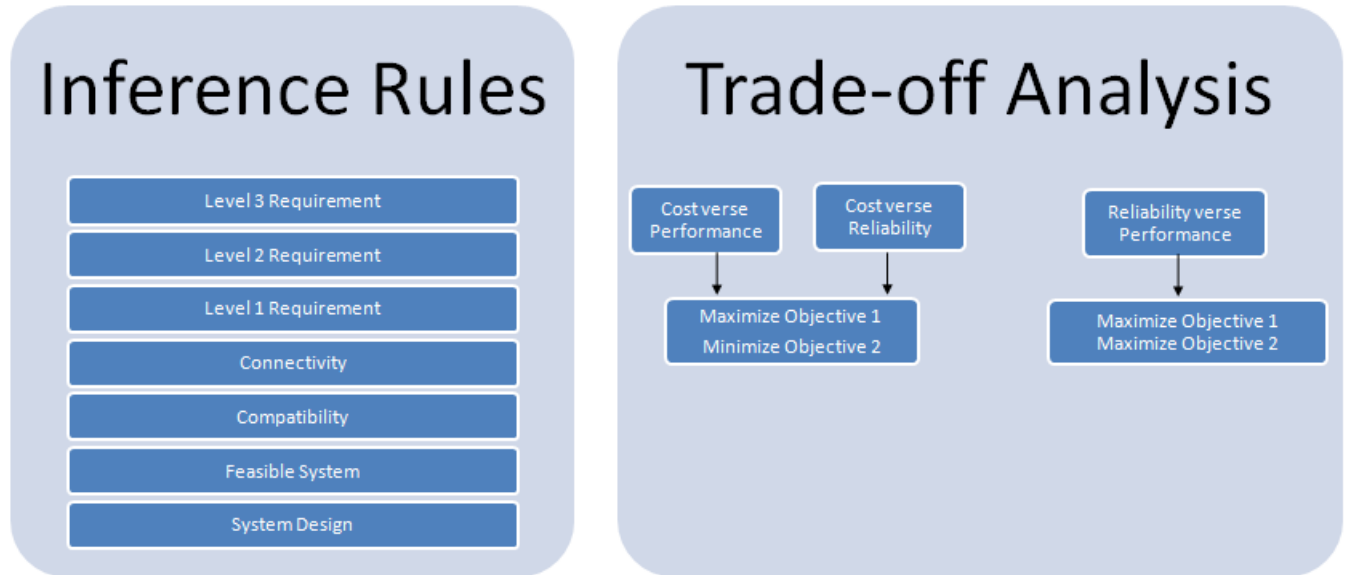 Inference Rules
Level 3 Requirement
Level 2 Requirement
Level 1 Requirement
Connectivity
Compatibility
Feasible System
System Design
Trade-off Analysis
Cost verse
Performance
Cost verse
Reliability
Reliability verse
Performance
Maximize Objective 1
Minimize Objective 2
Maximize Objective 1
Maximize Objective 2